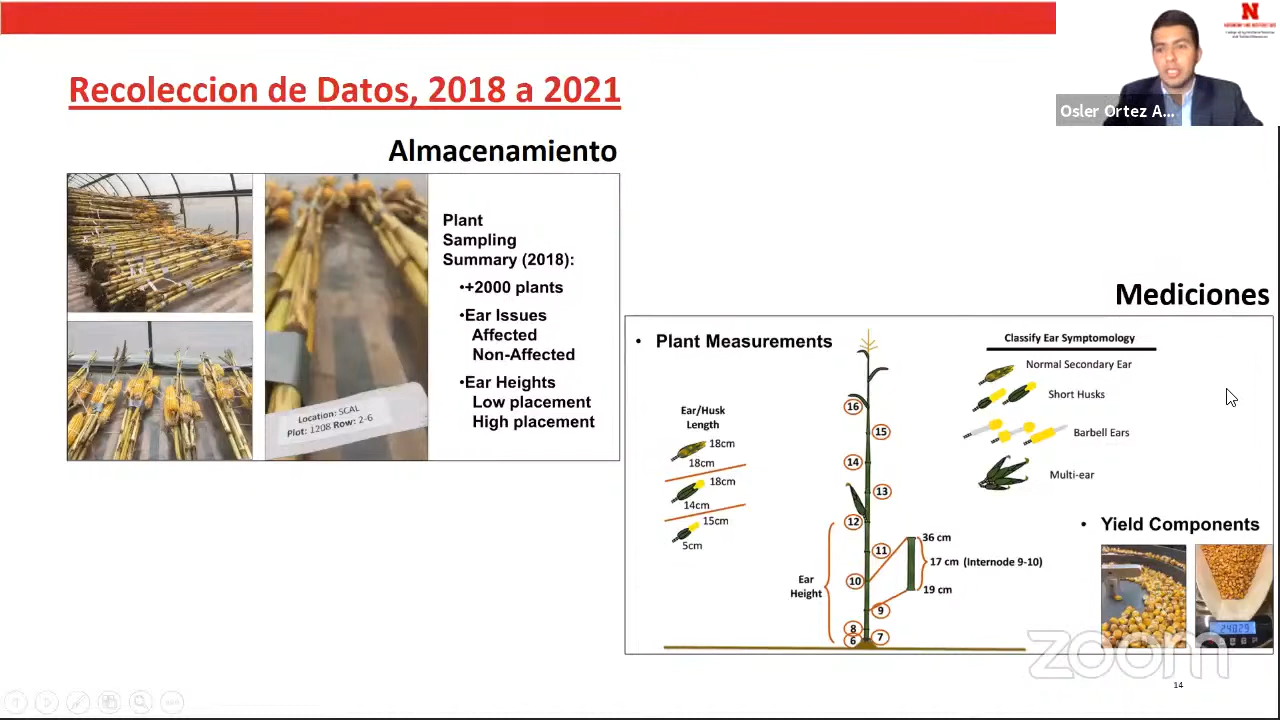 N
Osler Ortez A...
Recoleccion de Datos, 2018 a 2021
Almacenamiento
Plant
Sampling
Summary (2018):
•+2000 plants
•Ear Issues
Affected
Non-Affected
•Ear Heights
Low placement
High placement
Location: SCAL
Plot: 1208 Row: 2-6
Mediciones
• Plant Measurements
Ear/Husk
Length
18cm
18cm
18cm
14cm
15cm
5cm
16
15
14
13
12
11
10
9
8
7
6
Ear
Height
36 cm
17 cm (Internode 9-10)
19 cm
Classify Ear Symptomology
Normal Secondary Ear
Short Husks
Barbell Ears
Multi-ear
• Yield Components
zoom
14